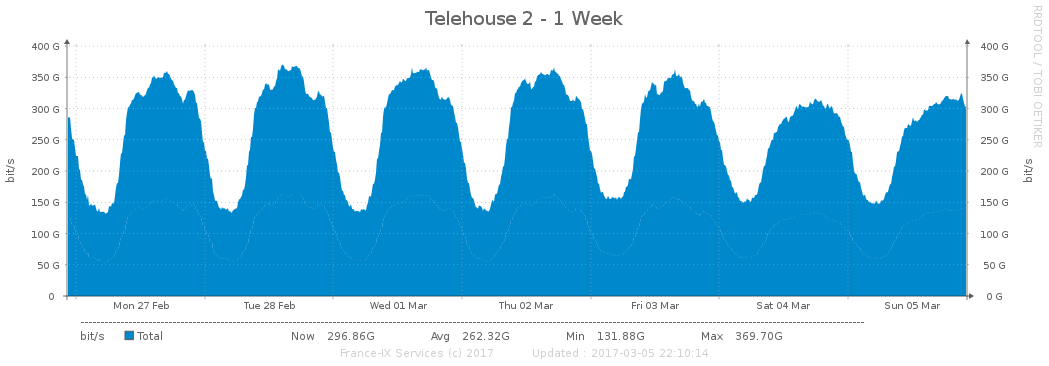 Telehouse 2 - 1 Week
RRDTOOL / TOBI OETIKER
400 G 400 G
350 G 350 G
300 G 300 G
250 G 250 G
200 G 200 G
150 G 150 G
100 G 100 G
50 G 50 G
0 0 G
bit/s
bit/s
Mon 27 Feb Tue 28 Feb Wed 01 Mar Thu 02 Mar Fri 03 Mar Sat 04 Mar Sun 05 Mar
bit/s Total Now 296.86G Avg 262.32G Min 131.88G Max 369.70G
France-IX Services (c) 2017 Updated : 2017-03-05 22:10:14